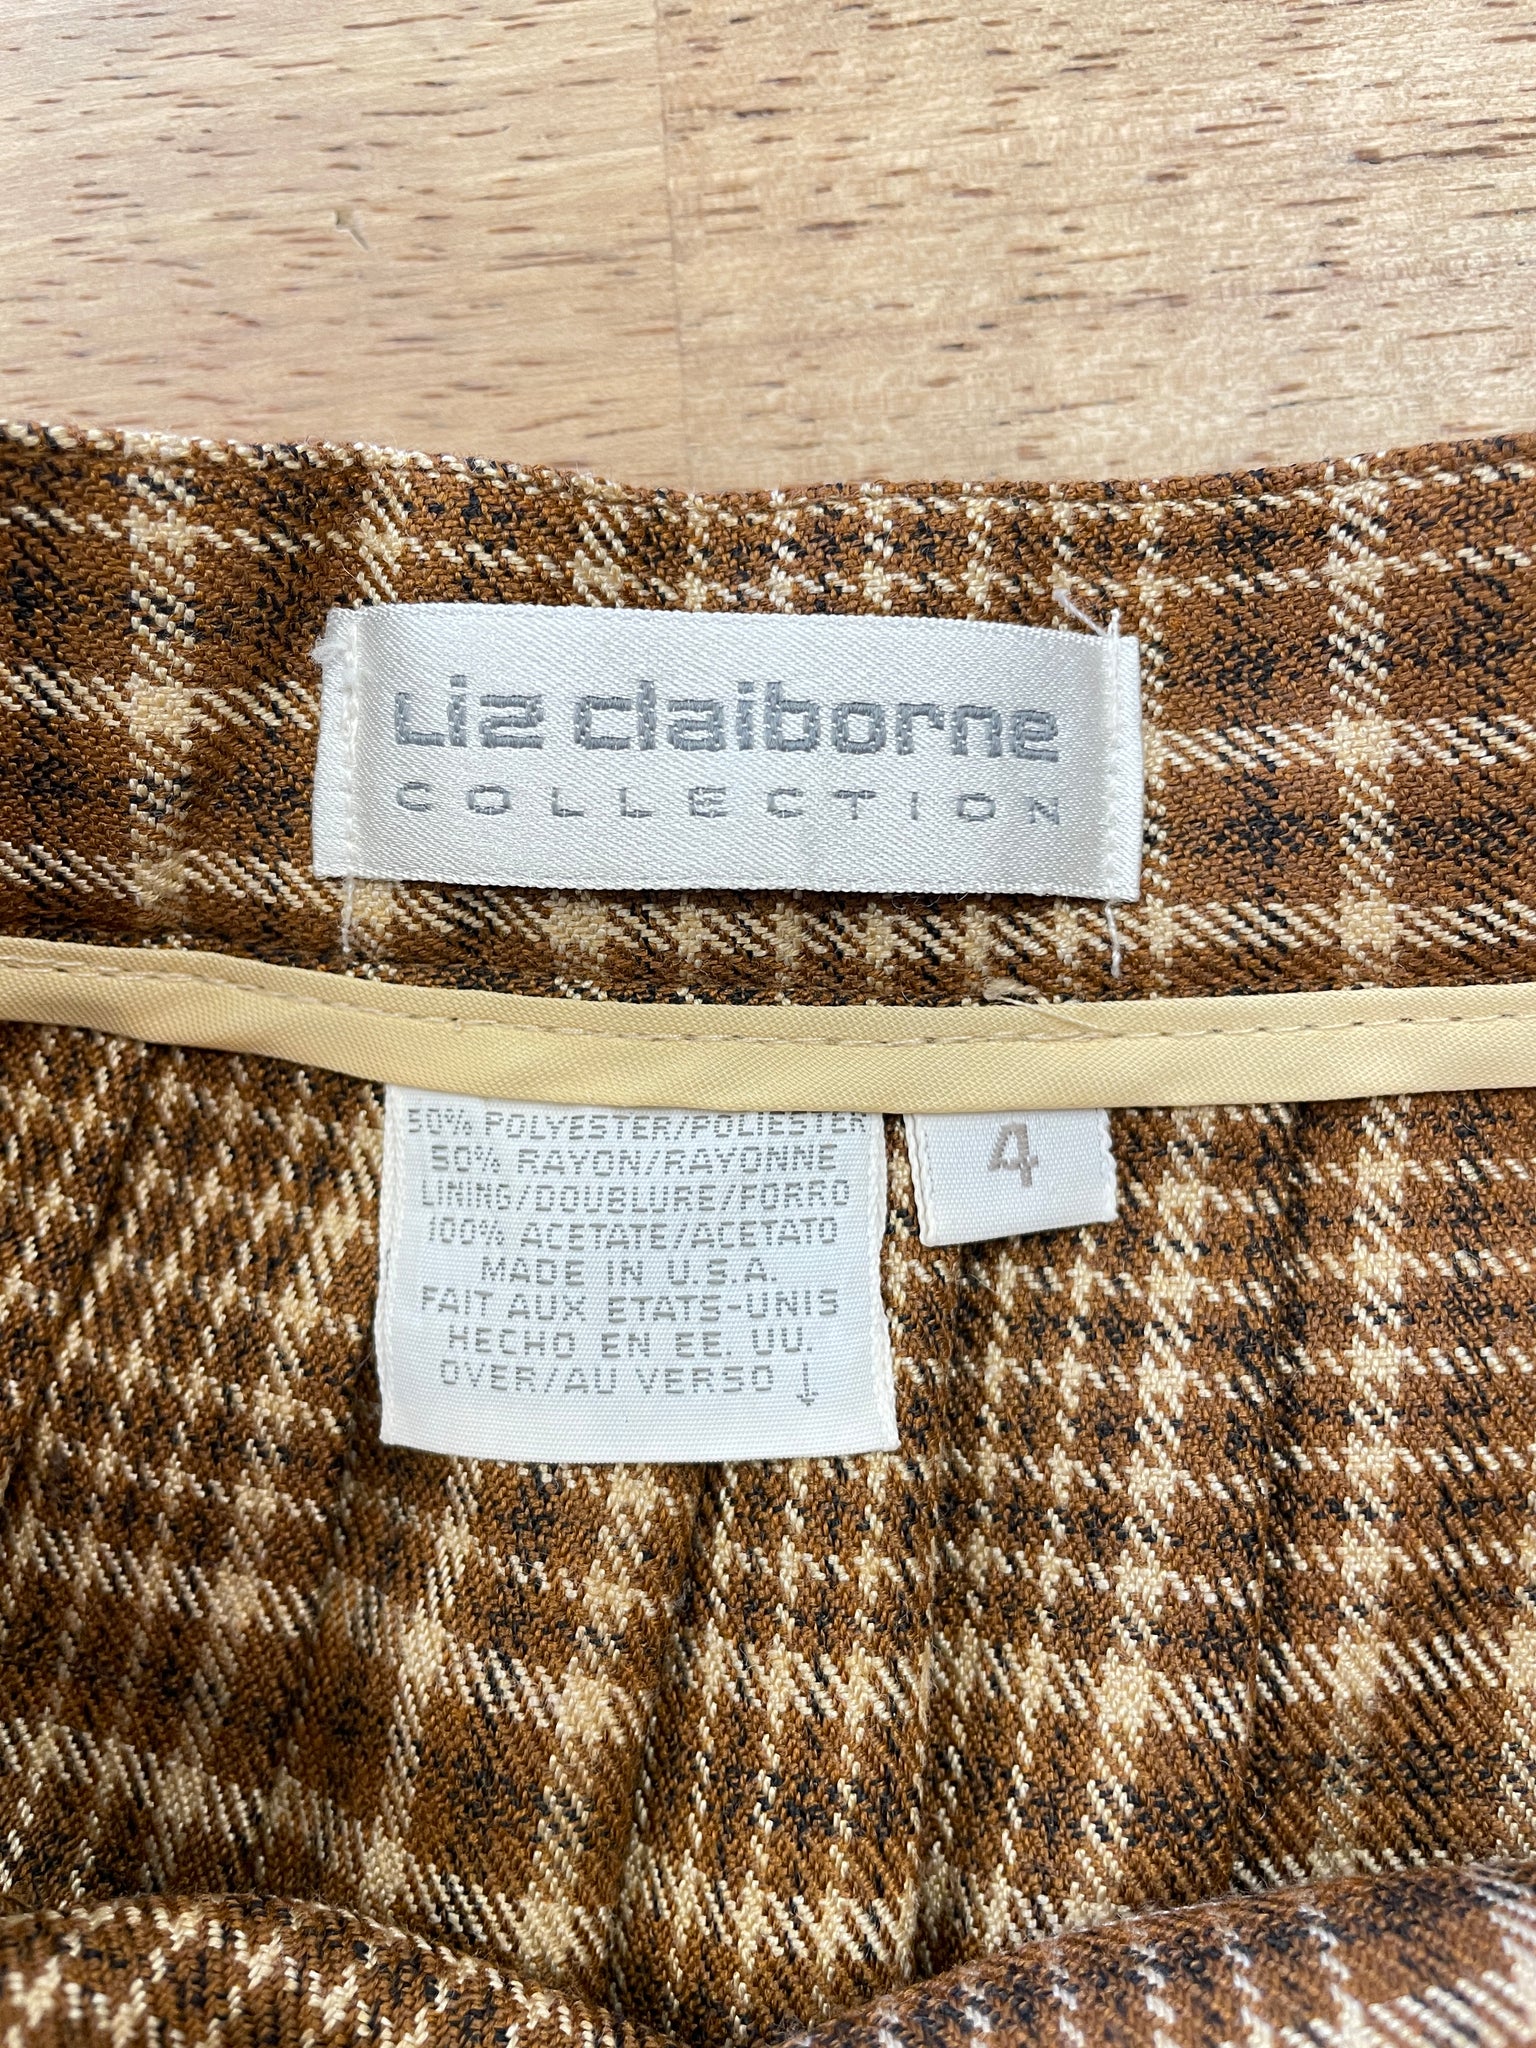 Liz claiborne
COLLECTION
50% POLYESTER/POLIESTER
50% RAYON/RAYONNE
LINING/DOUBLURE/FORRO
100% ACETATE/ACETATO
MADE IN U.S.A.
FAIT AUX ETATS-UNIS
HECHO EN EE. UU.
OVER/AU VERSO ↓
4